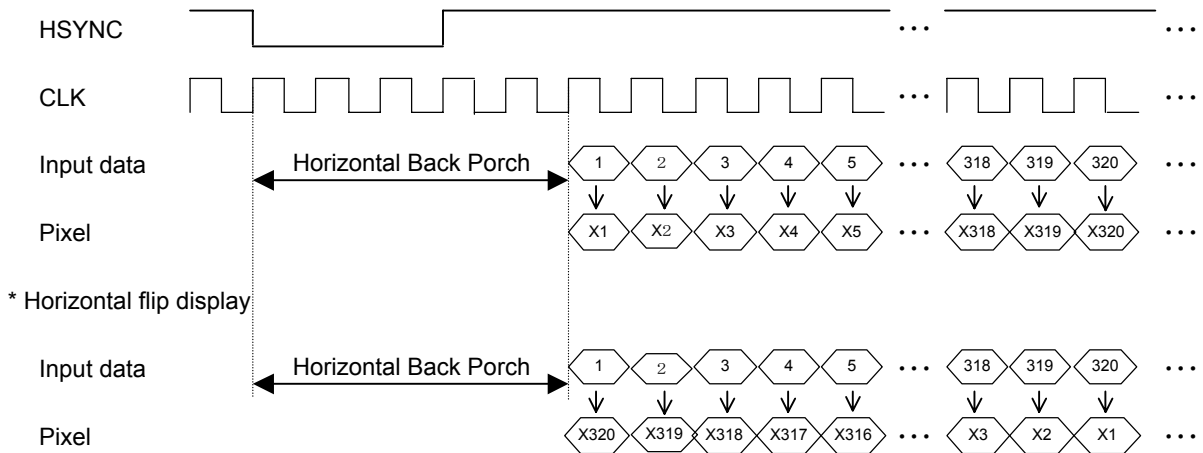 HSYNC ... ...
CLK ... ...
Input data Horizontal Back Porch 1 2 3 4 5 ... 318 319 320 ...
Pixel X1 X2 X3 X4 X5 ... X318 X319 X320 ...
* Horizontal flip display
Input data Horizontal Back Porch 1 2 3 4 5 ... 318 319 320 ...
Pixel X320 X319 X318 X317 X316 ... X3 X2 X1 ...